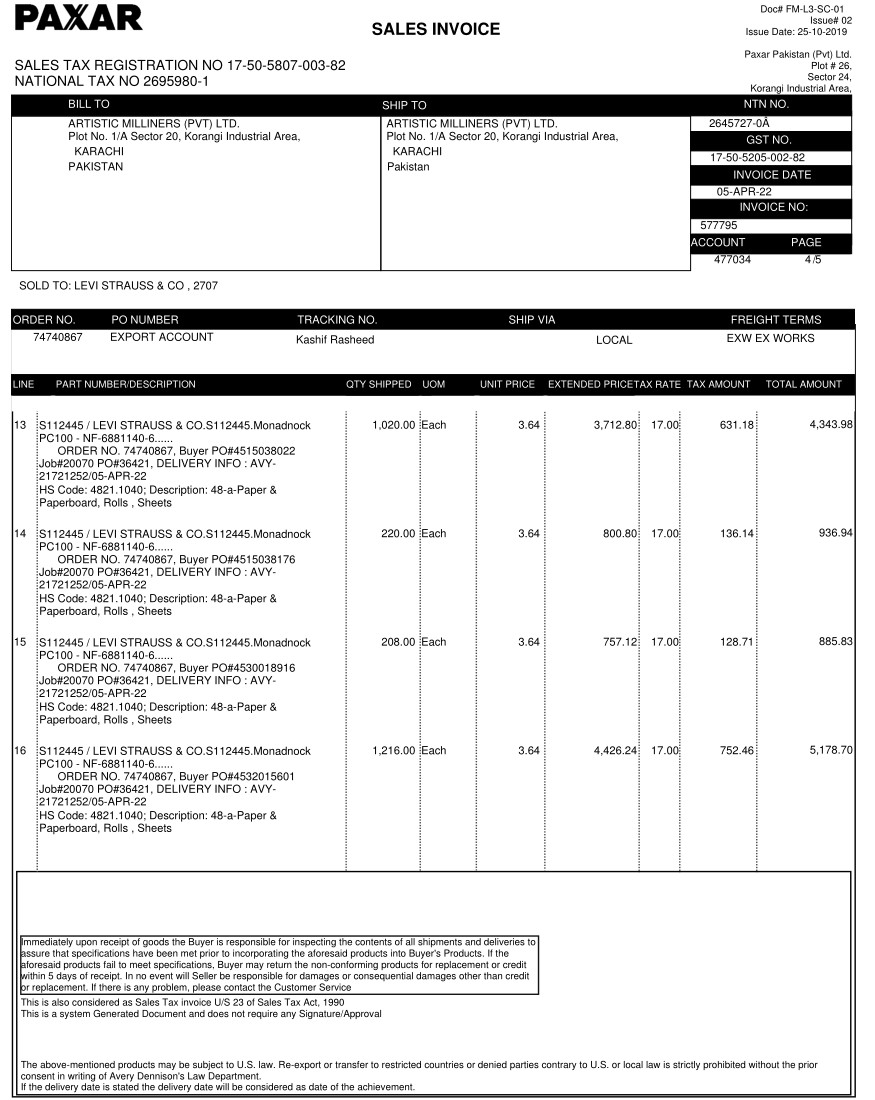 PAXAR
SALES INVOICE
Doc# FM-L3-SC-01
Issue# 02
Issue Date: 25-10-2019
Paxar Pakistan (Pvt) Ltd.
Plot # 26,
Sector 24,
Korangi Industrial Area,
SALES TAX REGISTRATION NO 17-50-5807-003-82
NATIONAL TAX NO 2695980-1
BILL TO SHIP TO NTN NO.
ARTISTIC MILLINERS (PVT) LTD. ARTISTIC MILLINERS (PVT) LTD. 2645727-0Â
Plot No. 1/A Sector 20, Korangi Industrial Area, Plot No. 1/A Sector 20, Korangi Industrial Area, GST NO.
KARACHI KARACHI 17-50-5205-002-82
PAKISTAN Pakistan INVOICE DATE
05-APR-22
INVOICE NO:
577795
ACCOUNT PAGE
477034 4/5
SOLD TO: LEVI STRAUSS & CO , 2707
ORDER NO. PO NUMBER TRACKING NO. SHIP VIA FREIGHT TERMS
74740867 EXPORT ACCOUNT Kashif Rasheed LOCAL EXW EX WORKS
LINE PART NUMBER/DESCRIPTION QTY SHIPPED UOM UNIT PRICE EXTENDED PRICE TAX RATE TAX AMOUNT TOTAL AMOUNT
13 S112445 / LEVI STRAUSS & CO.S112445.Monadnock 1,020.00 Each 3.64 3,712.80 17.00 631.18 4,343.98
PC100 - NF-6881140-6......
ORDER NO. 74740867, Buyer PO#4515038022
Job#20070 PO#36421, DELIVERY INFO : AVY-
21721252/05-APR-22
HS Code: 4821.1040; Description: 48-a-Paper &
Paperboard, Rolls , Sheets
14 S112445 / LEVI STRAUSS & CO.S112445.Monadnock 220.00 Each 3.64 800.80 17.00 136.14 936.94
PC100 - NF-6881140-6......
ORDER NO. 74740867, Buyer PO#4515038176
Job#20070 PO#36421, DELIVERY INFO : AVY-
21721252/05-APR-22
HS Code: 4821.1040; Description: 48-a-Paper &
Paperboard, Rolls , Sheets
15 S112445 / LEVI STRAUSS & CO.S112445.Monadnock 208.00 Each 3.64 757.12 17.00 128.71 885.83
PC100 - NF-6881140-6......
ORDER NO. 74740867, Buyer PO#4530018916
Job#20070 PO#36421, DELIVERY INFO : AVY-
21721252/05-APR-22
HS Code: 4821.1040; Description: 48-a-Paper &
Paperboard, Rolls , Sheets
16 S112445 / LEVI STRAUSS & CO.S112445.Monadnock 1,216.00 Each 3.64 4,426.24 17.00 752.46 5,178.70
PC100 - NF-6881140-6......
ORDER NO. 74740867, Buyer PO#4532015601
Job#20070 PO#36421, DELIVERY INFO : AVY-
21721252/05-APR-22
HS Code: 4821.1040; Description: 48-a-Paper &
Paperboard, Rolls , Sheets
Immediately upon receipt of goods the Buyer is responsible for inspecting the contents of all shipments and deliveries to
assure that specifications have been met prior to incorporating the aforesaid products into Buyer's Products. If the
aforesaid products fail to meet specifications, Buyer may return the non-conforming products for replacement or credit
within 5 days of receipt. In no event will Seller be responsible for damages or consequential damages other than credit
or replacement. If there is any problem, please contact the Customer Service
This is also considered as Sales Tax invoice U/S 23 of Sales Tax Act, 1990
This is a system Generated Document and does not require any Signature/Approval
The above-mentioned products may be subject to U.S. law. Re-export or transfer to restricted countries or denied parties contrary to U.S. or local law is strictly prohibited without the prior
consent in writing of Avery Dennison's Law Department.
If the delivery date is stated the delivery date will be considered as date of the achievement.